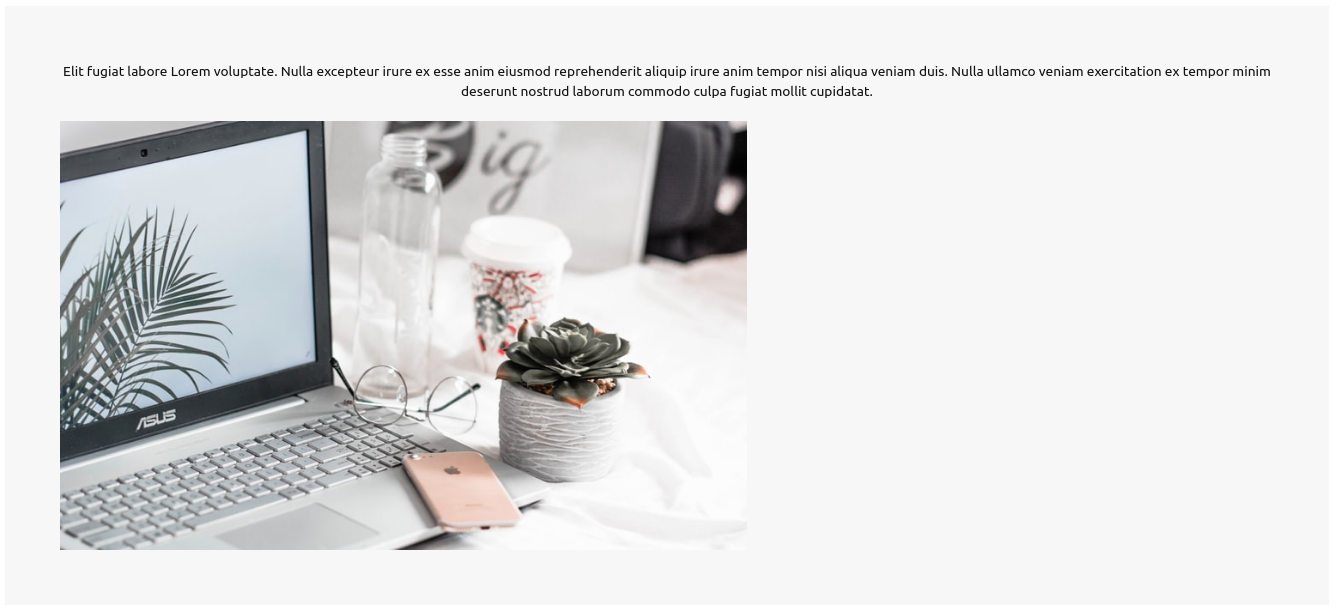 Elit fugiat labore Lorem voluptate. Nulla excepteur irure ex esse anim eiusmod reprehenderit aliquip irure anim tempor nisi aliqua veniam duis. Nulla ullamco veniam exercitation ex tempor minim
deserunt nostrud laborum commodo culpa fugiat mollit cupidatat.
Big
ASUS